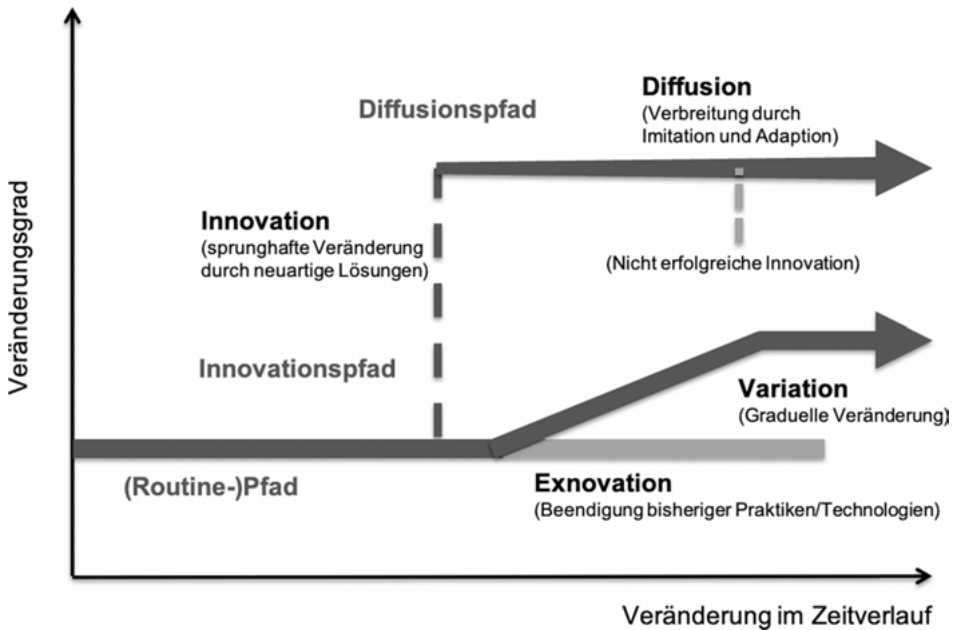 Diffusion
(Verbreitung durch
Imitation und Adaption)
Diffusionspfad
Innovation
(sprunghafte Veränderung
durch neuartige Lösungen)
(Nicht erfolgreiche Innovation)
Veränderungsgrad
Innovationspfad
Variation
(Graduelle Veränderung)
(Routine-)Pfad
Exnovation
(Beendigung bisheriger Praktiken/Technologien)
Veränderung im Zeitverlauf